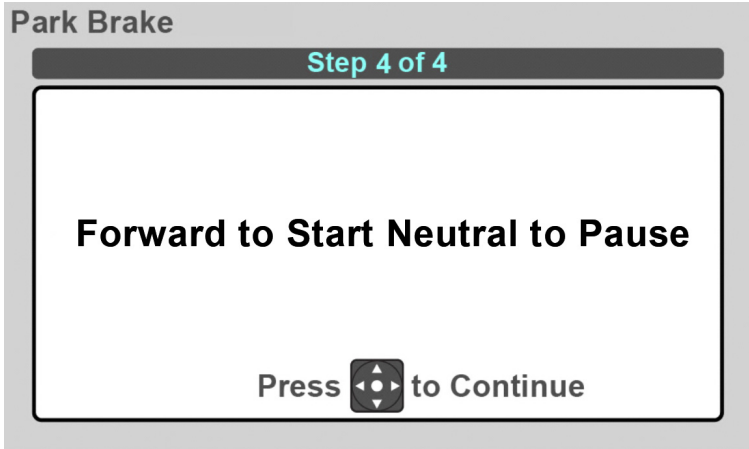 Park Brake
Step 4 of 4
Forward to Start Neutral to Pause
Press to Continue